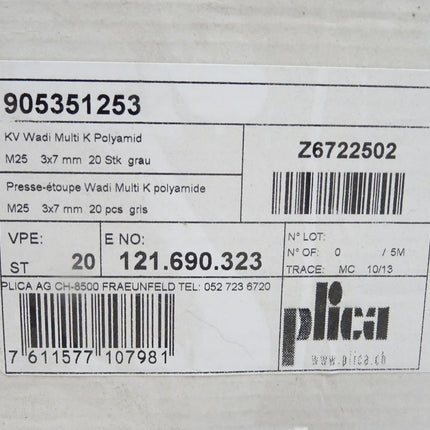 905351253
KV Wadi Multi K Polyamid
M25 3x7 mm 20 Stk grau
Z6722502
Presse-étoupe Wadi Multi K polyamide
M25 3x7 mm 20 pcs gris
VPE:
ST 20
E NO:
121.690.323
N° LOT:
N° OF: 0 / 5M
TRACE: MC 10/13
PLICA AG CH-8500 FRAEUNFELD TEL: 052 723 6720
7 611577 107981
plica
www.plica.ch